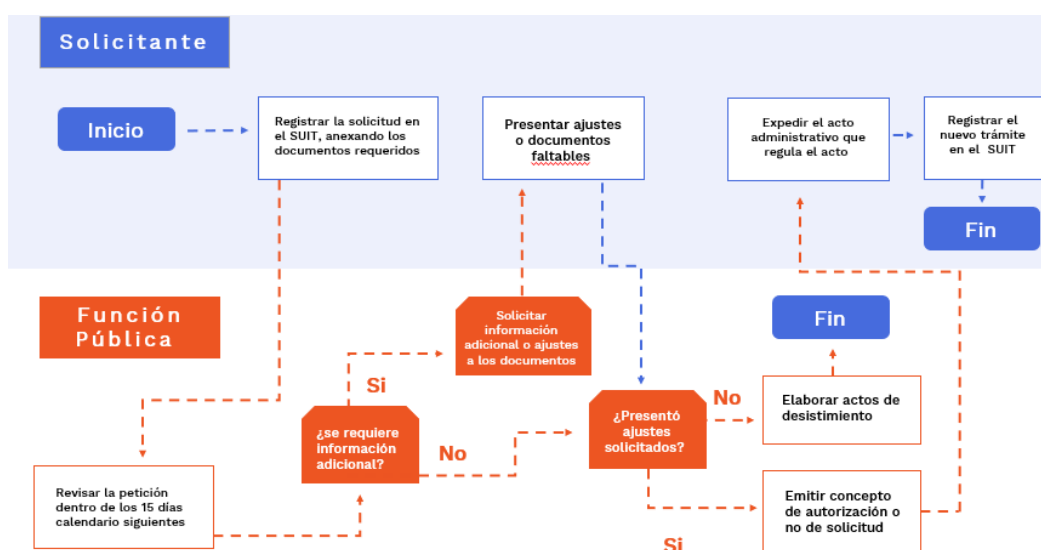 Solicitante
Inicio
Registrar la solicitud en
el SUIT, anexando los
documentos requeridos
Presentar ajustes
o documentos
faltables
Expedir el acto
administrativo que
regula el acto
Registrar el
nuevo trámite
en el SUIT
Fin
Función
Pública
Solicitar
información
adicional o ajustes
a los documentos
Fin
Si
¿se requiere
información
adicional?
No
¿Presentó
ajustes
solicitados?
No
Elaborar actos de
desistimiento
Revisar la petición
dentro de los 15 días
calendario siguientes
Si
Emitir concepto
de autorización o
no de solicitud